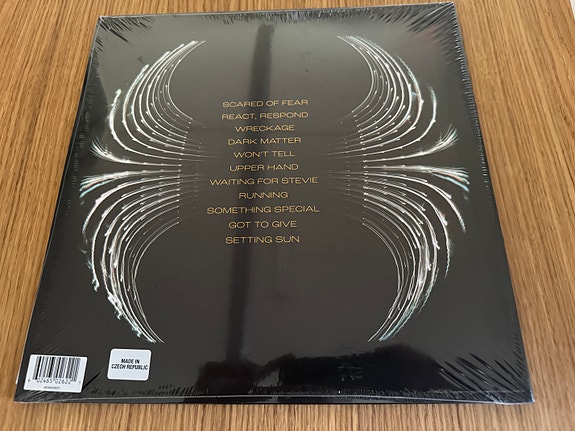 SCARED OF FEAR
REACT, RESPOND
WRECKAGE
DARK MATTER
WON'T TELL
UPPER HAND
WAITING FOR STEVIE
RUNNING
SOMETHING SPECIAL
GOT TO GIVE
SETTING SUN
MADE IN
CZECH REPUBLIC